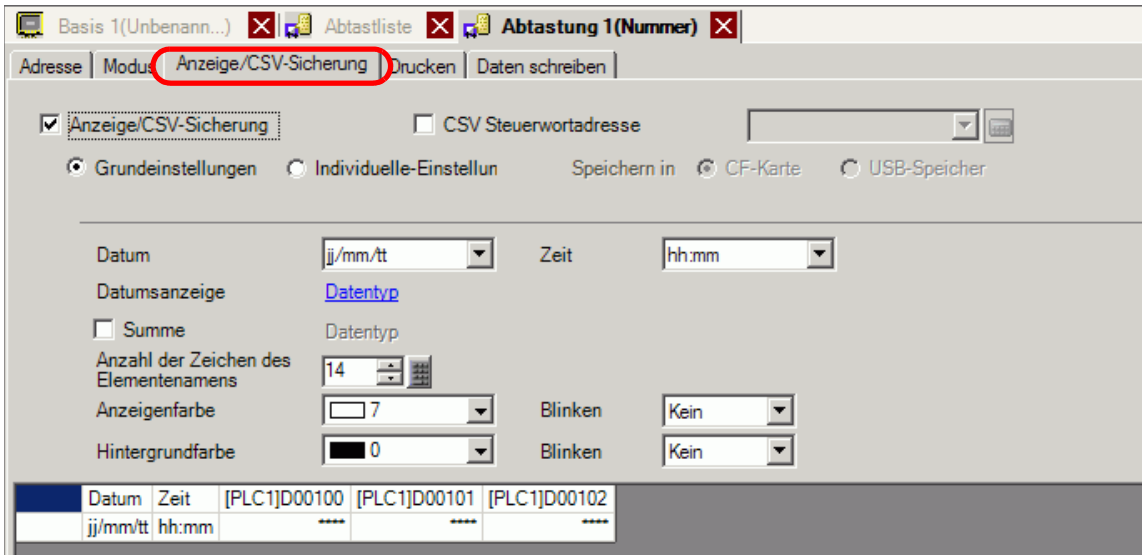 Basis 1(Unbenann...) Abtastliste Abtastung 1(Nummer)
Adresse Modus Anzeige/CSV-Sicherung Drucken Daten schreiben
Anzeige/CSV-Sicherung CSV Steuerwortadresse
Grundeinstellungen Individuelle-Einstellun Speichern in CF-Karte USB-Speicher
Datum jj/mm/tt Zeit hh:mm
Datumsanzeige Datentyp
Summe Datentyp
Anzahl der Zeichen des
Elementenamens 14
Anzeigenfarbe 7 Blinken Kein
Hintergrundfarbe 0 Blinken Kein
Datum Zeit [PLC1]D00100 [PLC1]D00101 [PLC1]D00102
jj/mm/tt hh:mm **** **** ****